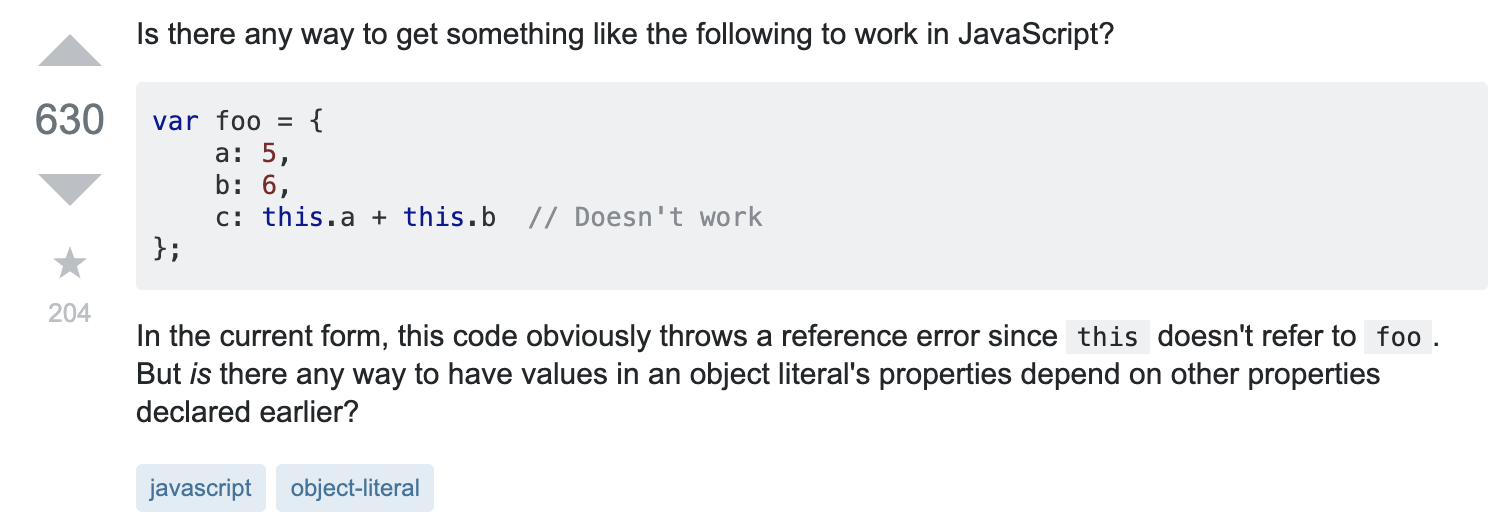 Is there any way to get something like the following to work in JavaScript?
630
var foo = {
    a: 5,
    b: 6,
    c: this.a + this.b  // Doesn't work
};
204
In the current form, this code obviously throws a reference error since this doesn't refer to foo .
But is there any way to have values in an object literal's properties depend on other properties
declared earlier?
javascript object-literal